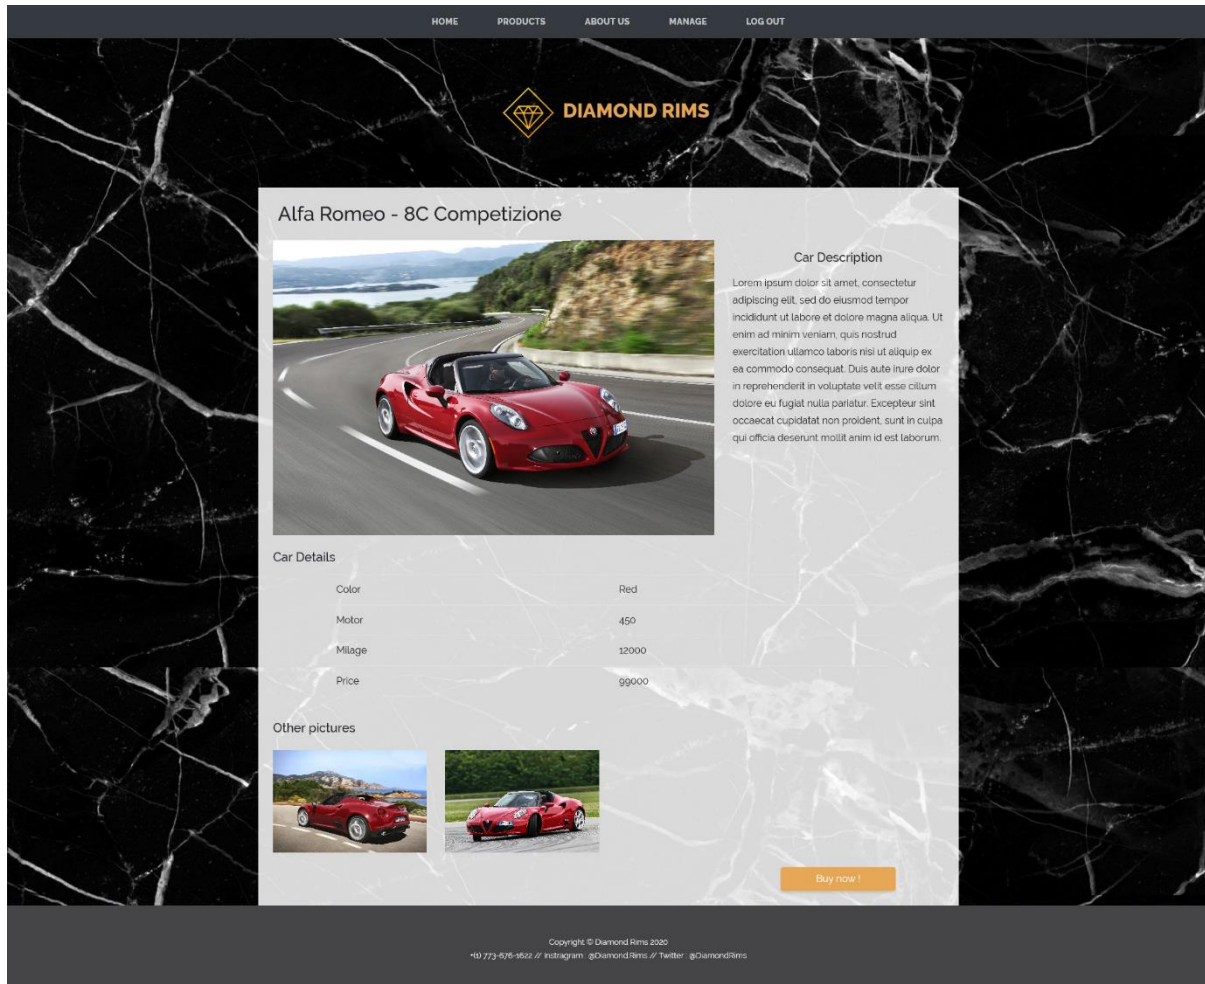 HOME PRODUCTS ABOUT US MANAGE LOG OUT
DIAMOND RIMS
Alfa Romeo - 8C Competizione
Car Description
Lorem ipsum dolor sit amet, consectetur
adipiscing elit, sed do eiusmod tempor
incididunt ut labore et dolore magna aliqua. Ut
enim ad minim veniam, quis nostrud
exercitation ullamco laboris nisi ut aliquip ex
ea commodo consequat. Duis aute irure dolor
in reprehenderit in voluptate velit esse cillum
dolore eu fugiat nulla pariatur. Excepteur sint
occaecat cupidatat non proident, sunt in culpa
qui officia deserunt mollit anim id est laborum.
Car Details
Color Red
Motor 450
Milage 12000
Price 99000
Other pictures
Buy now !
Copyright © Diamond Rims 2020
+(1) 773-676-1622 // Instragram : @Diamond.Rims // Twitter : @DiamondRims